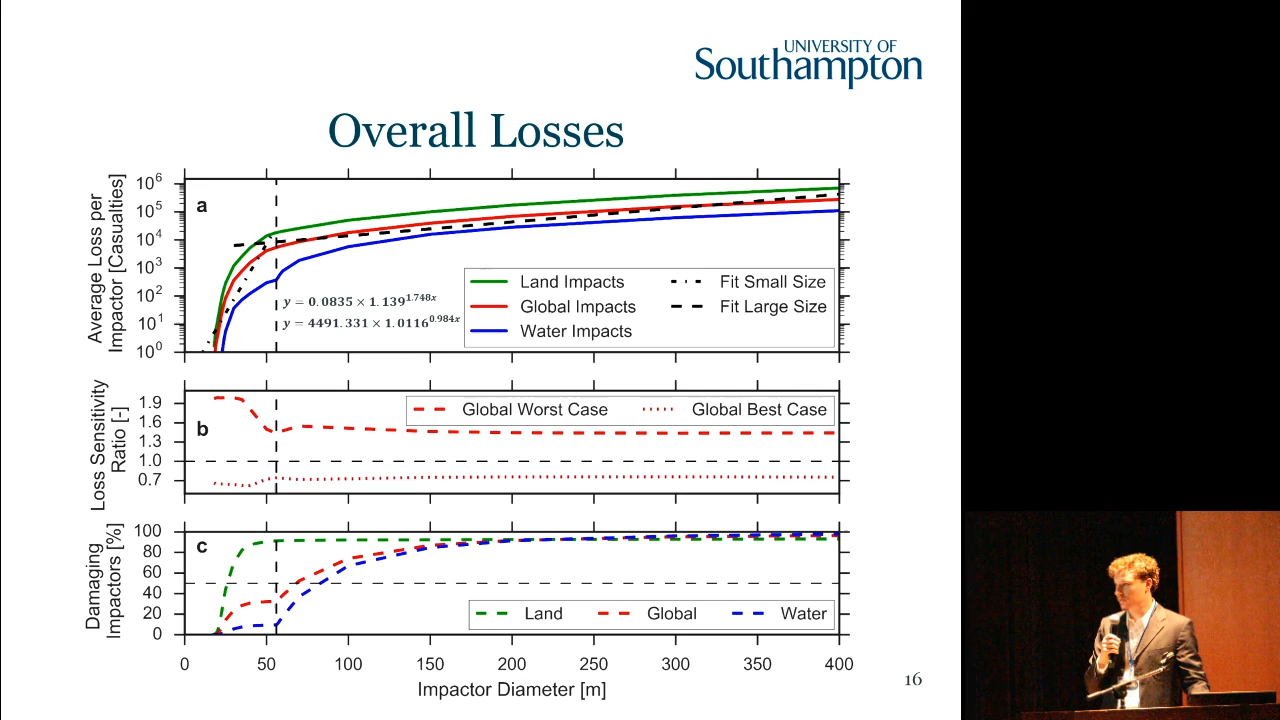 UNIVERSITY OF
Southampton
Overall Losses
Average Loss per
Impactor [Casualties]
10^6
10^5
10^4
10^3
10^2
10^1
10^0
a
y = 0.0835 × 1.139^1.748x
y = 4491.331 × 1.0116^0.984x
Land Impacts
Global Impacts
Water Impacts
Fit Small Size
Fit Large Size
Loss Sensitivity
Ratio [-]
1.9
1.6
1.3
1.0
0.7
b
Global Worst Case
Global Best Case
Damaging
Impactors [%]
100
80
60
40
20
0
c
Land
Global
Water
0 50 100 150 200 250 300 350 400
Impactor Diameter [m]
16